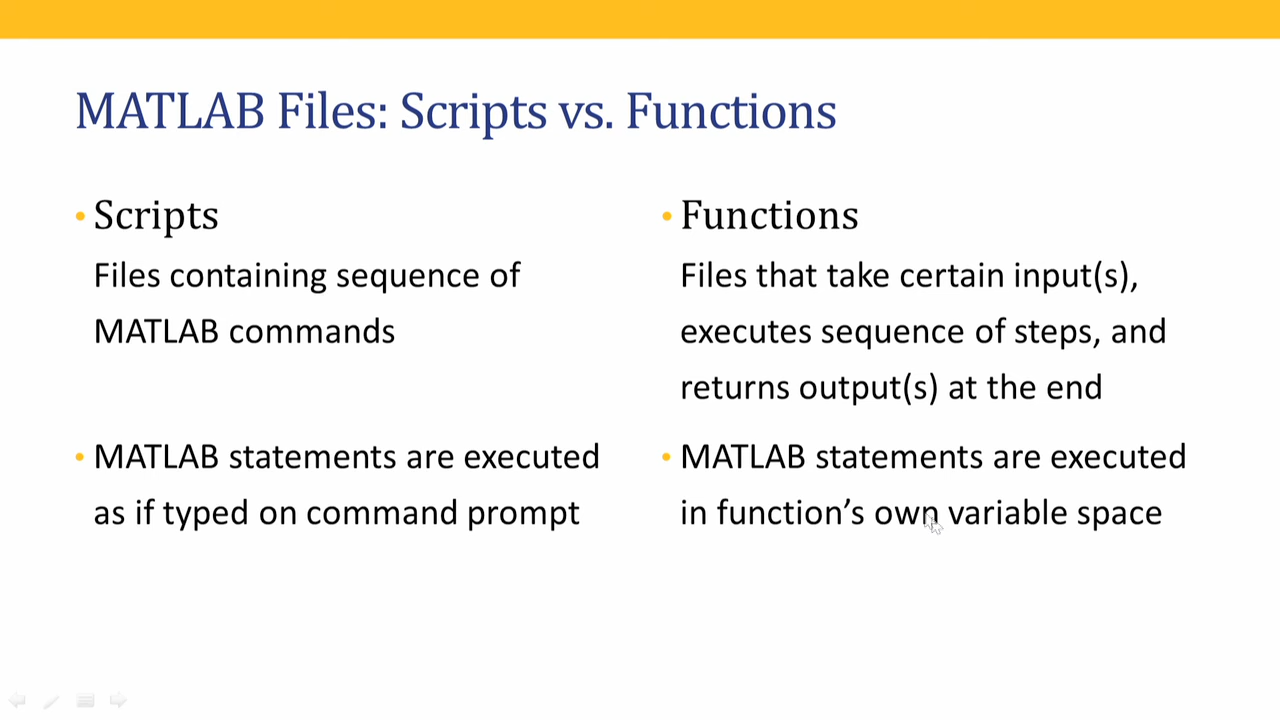 MATLAB Files: Scripts vs. Functions
• Scripts
Files containing sequence of
MATLAB commands
• MATLAB statements are executed
as if typed on command prompt
• Functions
Files that take certain input(s),
executes sequence of steps, and
returns output(s) at the end
• MATLAB statements are executed
in function’s own variable space